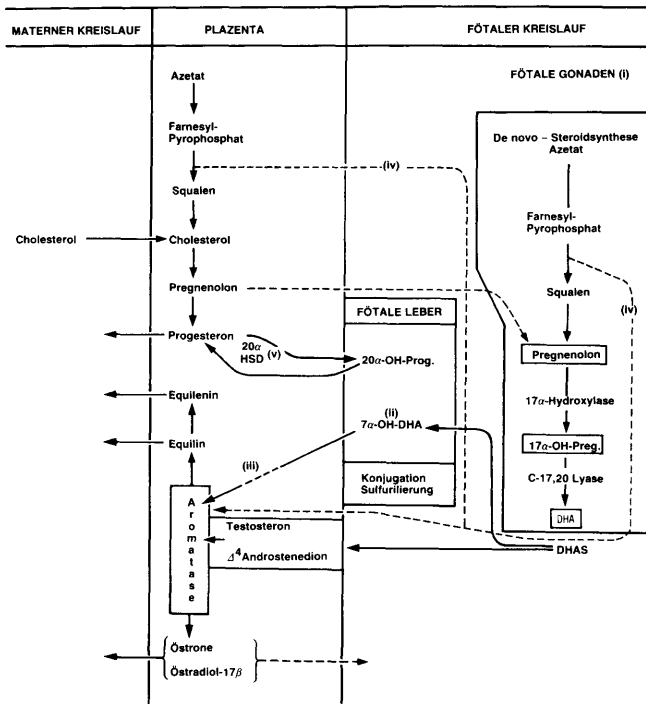 MATERNER KREISLAUF
PLAZENTA
FÖTALER KREISLAUF
FÖTALE GONADEN (i)
Azetat
Farnesyl-
Pyrophosphat
(iv)
Squalen
Cholesterol
Cholesterol
Pregnenolon
Progesteron
20α
HSD
(v)
Equilenin
Equilin
(iii)
Aromatase
Testosteron
Δ4Androstenedion
Östrone
Östradiol-17β
FÖTALE LEBER
20α-OH-Prog.
(ii)
7α-OH-DHA
Konjugation
Sulfurilierung
De novo – Steroidsynthese
Azetat
Farnesyl-
Pyrophosphat
Squalen
(iv)
Pregnenolon
17α-Hydroxylase
17α-OH-Preg.
C-17,20 Lyase
DHA
DHAS